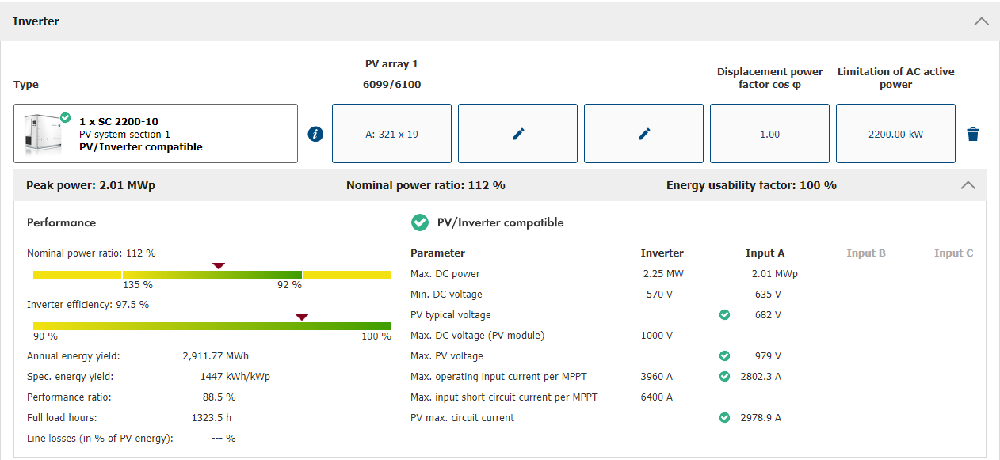 Inverter
PV array 1
6099/6100
Type
Displacement power
factor cos φ
Limitation of AC active
power
1 x SC 2200-10
PV system section 1
PV/Inverter compatible
i
A: 321 x 19
1.00
2200.00 kW
Peak power: 2.01 MWp
Nominal power ratio: 112 %
Energy usability factor: 100 %
Performance
Nominal power ratio: 112 %
135 %
92 %
Inverter efficiency: 97.5 %
90 %
100 %
Annual energy yield: 2,911.77 MWh
Spec. energy yield: 1447 kWh/kWp
Performance ratio: 88.5 %
Full load hours: 1323.5 h
Line losses (in % of PV energy): --- %
PV/Inverter compatible
Parameter Inverter Input A Input B Input C
Max. DC power 2.25 MW 2.01 MWp
Min. DC voltage 570 V 635 V
PV typical voltage 682 V
Max. DC voltage (PV module) 1000 V
Max. PV voltage 979 V
Max. operating input current per MPPT 3960 A 2802.3 A
Max. input short-circuit current per MPPT 6400 A
PV max. circuit current 2978.9 A